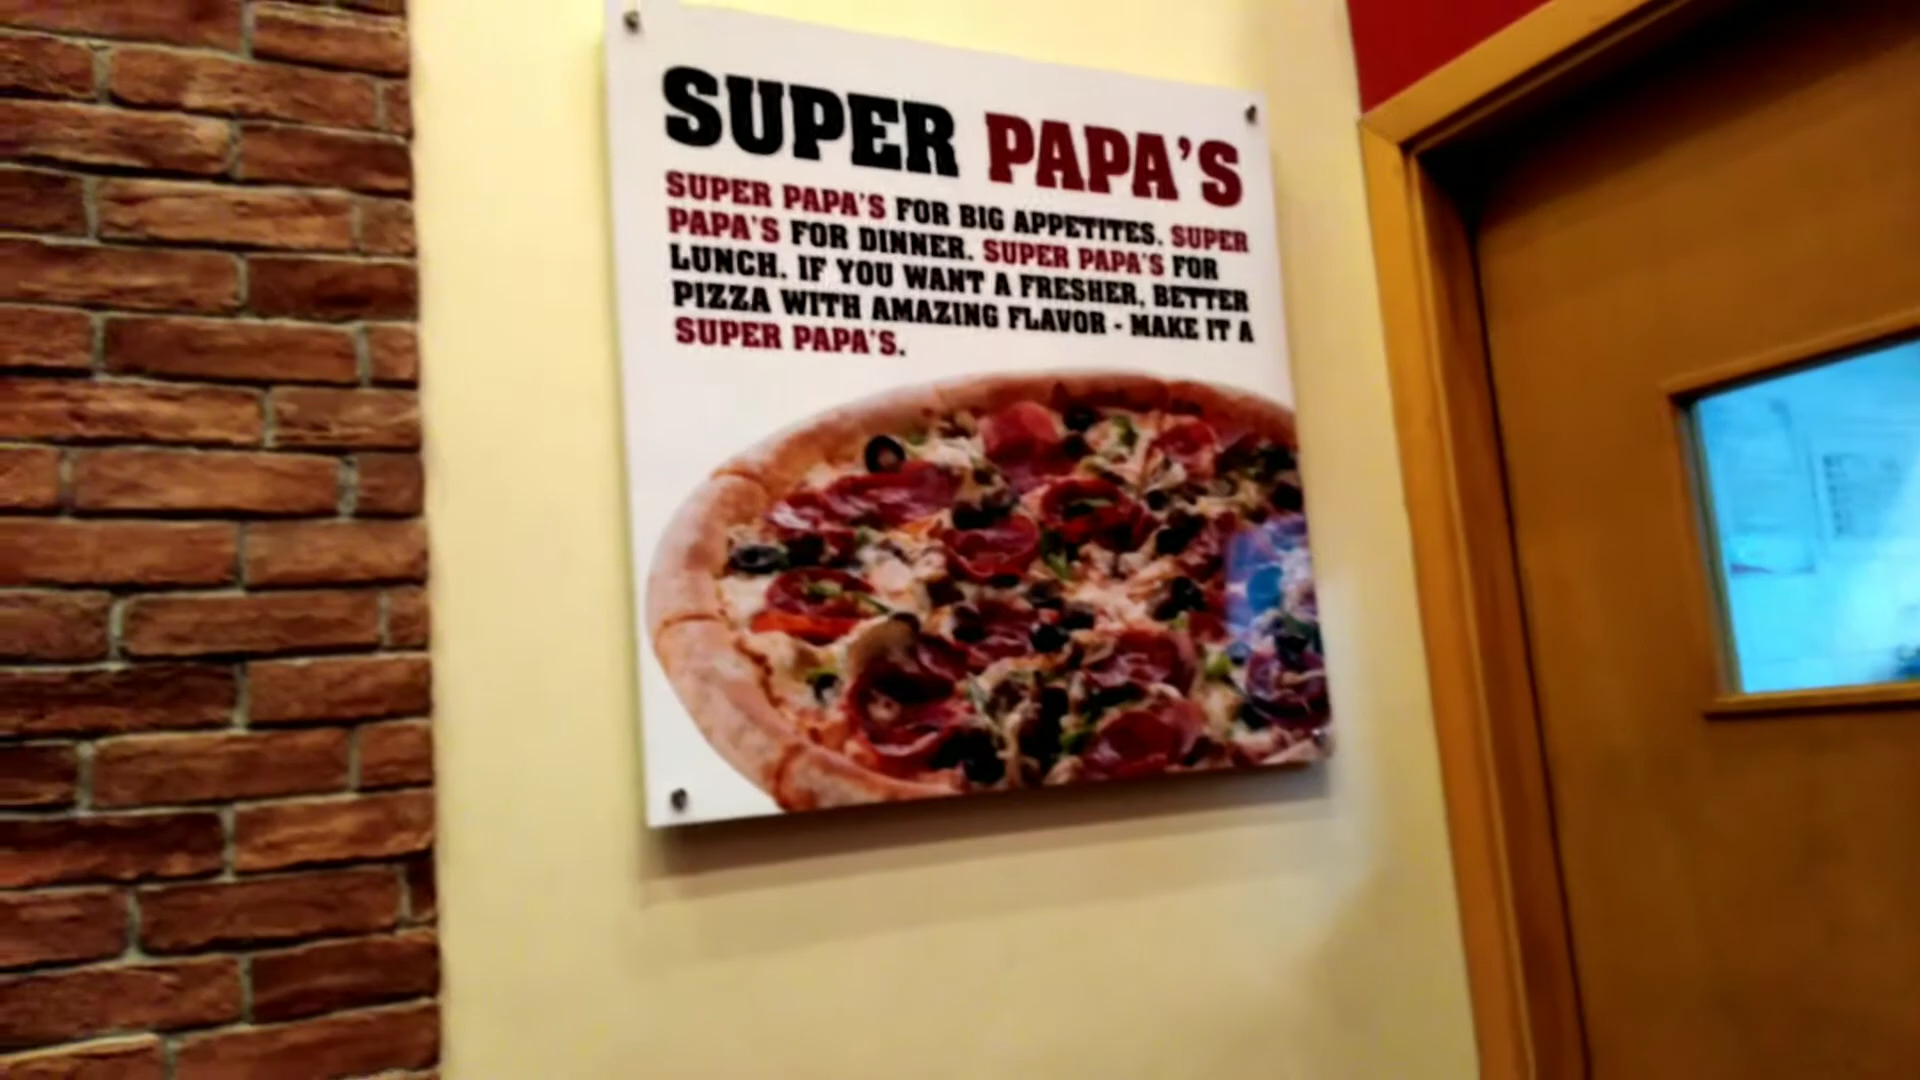 SUPER PAPA'S
SUPER PAPA'S FOR BIG APPETITES. SUPER
PAPA'S FOR DINNER. SUPER PAPA'S FOR
LUNCH. IF YOU WANT A FRESHER, BETTER
PIZZA WITH AMAZING FLAVOR - MAKE IT A
SUPER PAPA'S.